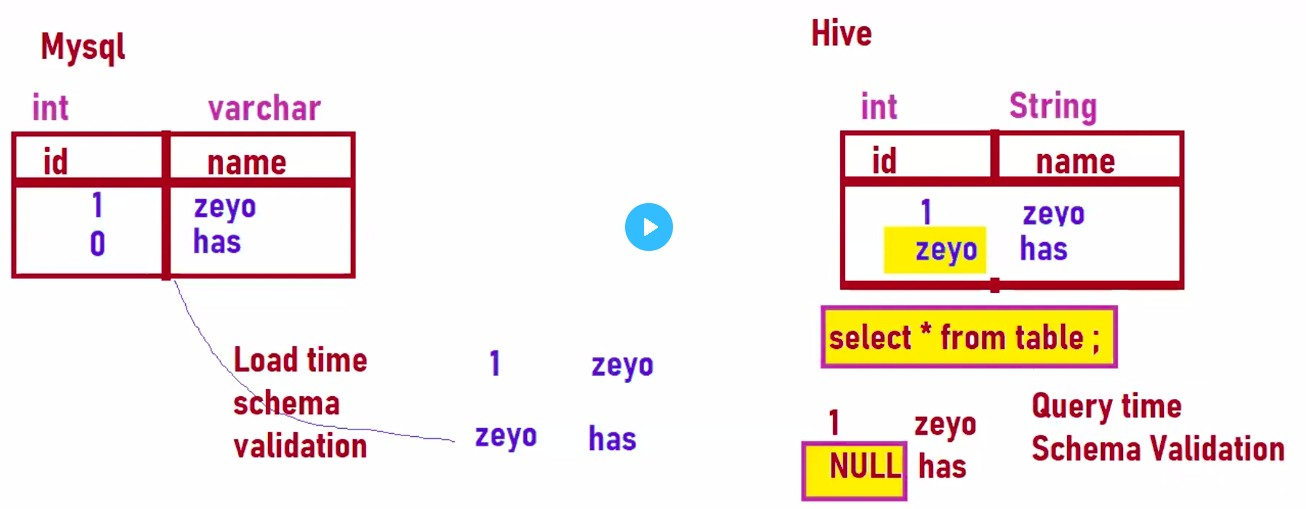 Mysql
int varchar
id name
1 zeyo
0 has
Load time
schema
validation
1 zeyo
zeyo has
Hive
int String
id name
1 zeyo
zeyo has
select * from table ;
1 zeyo
NULL has
Query time
Schema Validation